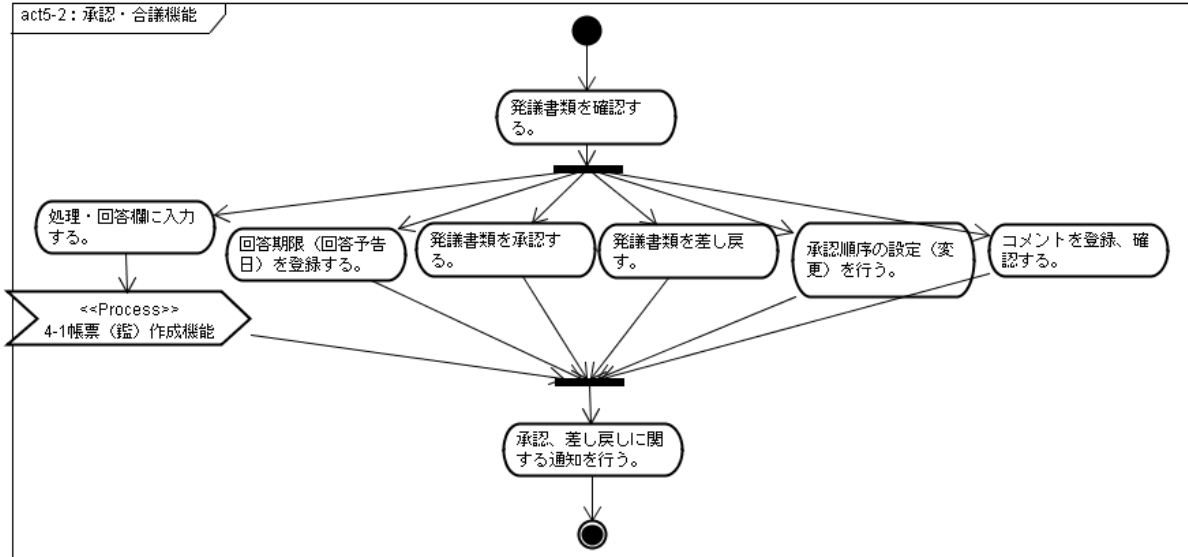 act5-2：承認・合議機能
発議書類を確認す
る。
処理・回答欄に入力
する。
回答期限（回答予告
日）を登録する。
発議書類を承認す
る。
発議書類を差し戻
す。
承認順序の設定（変
更）を行う。
コメントを登録、確
認する。
<<Process>>
4-1帳票（鑑）作成機能
承認、差し戻しに関
する通知を行う。